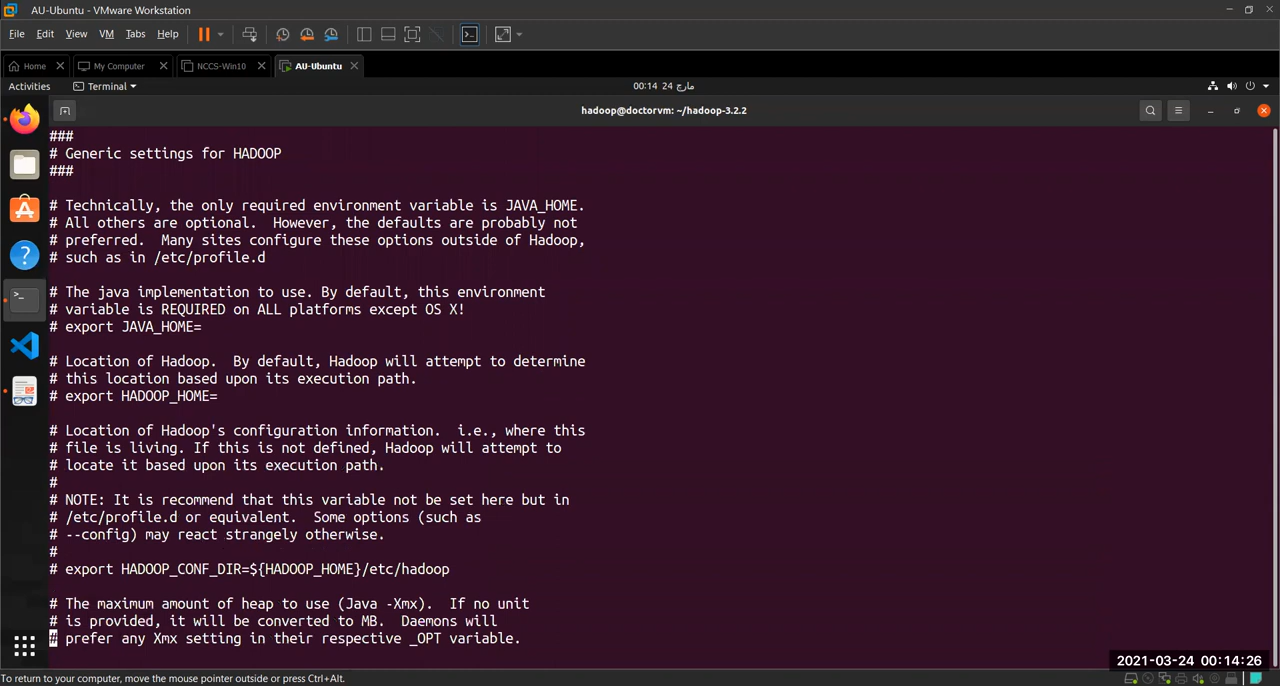 AU-Ubuntu - VMware Workstation
File Edit View VM Tabs Help
Home My Computer NCCS-Win10 AU-Ubuntu
Activities Terminal 00:14 24 مارچ
hadoop@doctorvm: ~/hadoop-3.2.2
###
# Generic settings for HADOOP
###
# Technically, the only required environment variable is JAVA_HOME.
# All others are optional.  However, the defaults are probably not
# preferred.  Many sites configure these options outside of Hadoop,
# such as in /etc/profile.d
# The java implementation to use. By default, this environment
# variable is REQUIRED on ALL platforms except OS X!
# export JAVA_HOME=
# Location of Hadoop.  By default, Hadoop will attempt to determine
# this location based upon its execution path.
# export HADOOP_HOME=
# Location of Hadoop's configuration information.  i.e., where this
# file is living. If this is not defined, Hadoop will attempt to
# locate it based upon its execution path.
#
# NOTE: It is recommend that this variable not be set here but in
# /etc/profile.d or equivalent.  Some options (such as
# --config) may react strangely otherwise.
#
# export HADOOP_CONF_DIR=${HADOOP_HOME}/etc/hadoop
# The maximum amount of heap to use (Java -Xmx).  If no unit
# is provided, it will be converted to MB.  Daemons will
# prefer any Xmx setting in their respective _OPT variable.
2021-03-24 00:14:26
To return to your computer, move the mouse pointer outside or press Ctrl+Alt.